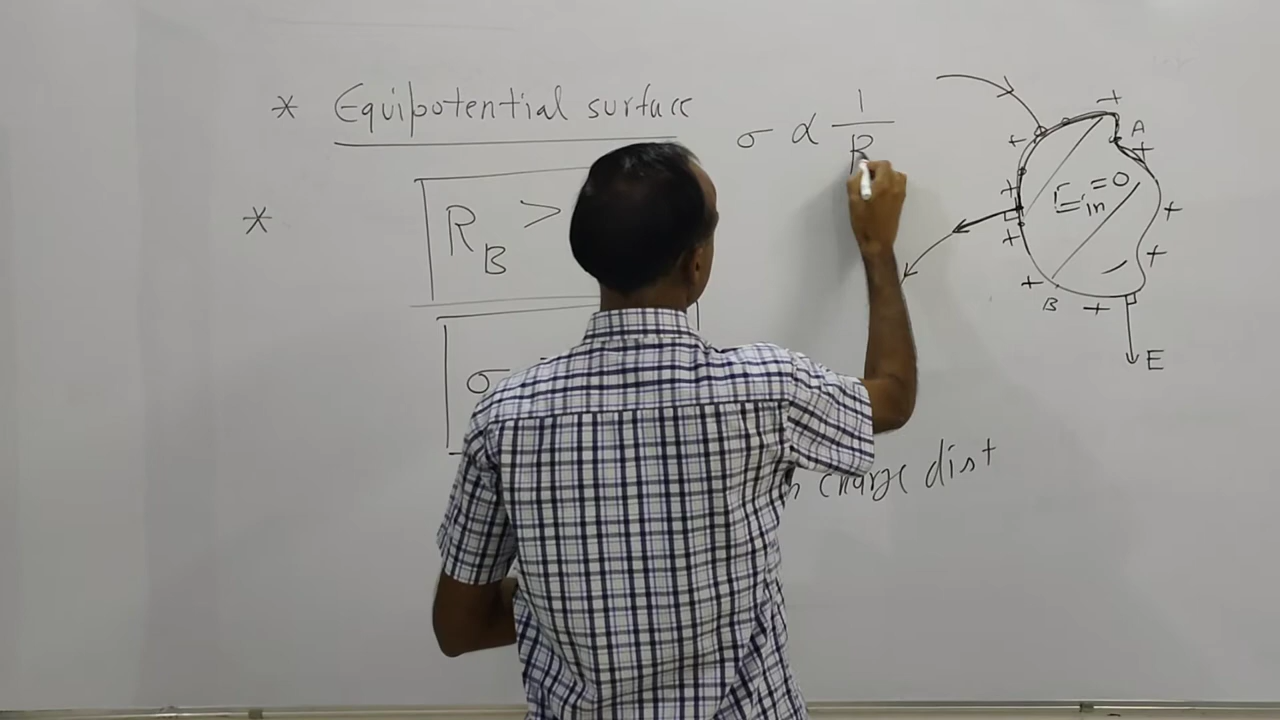 * Equipotential surface
σ ∝ 1/R
* R_B >
σ
charge dist
+ + + + + + + + + +
A
E_in = 0
B
E